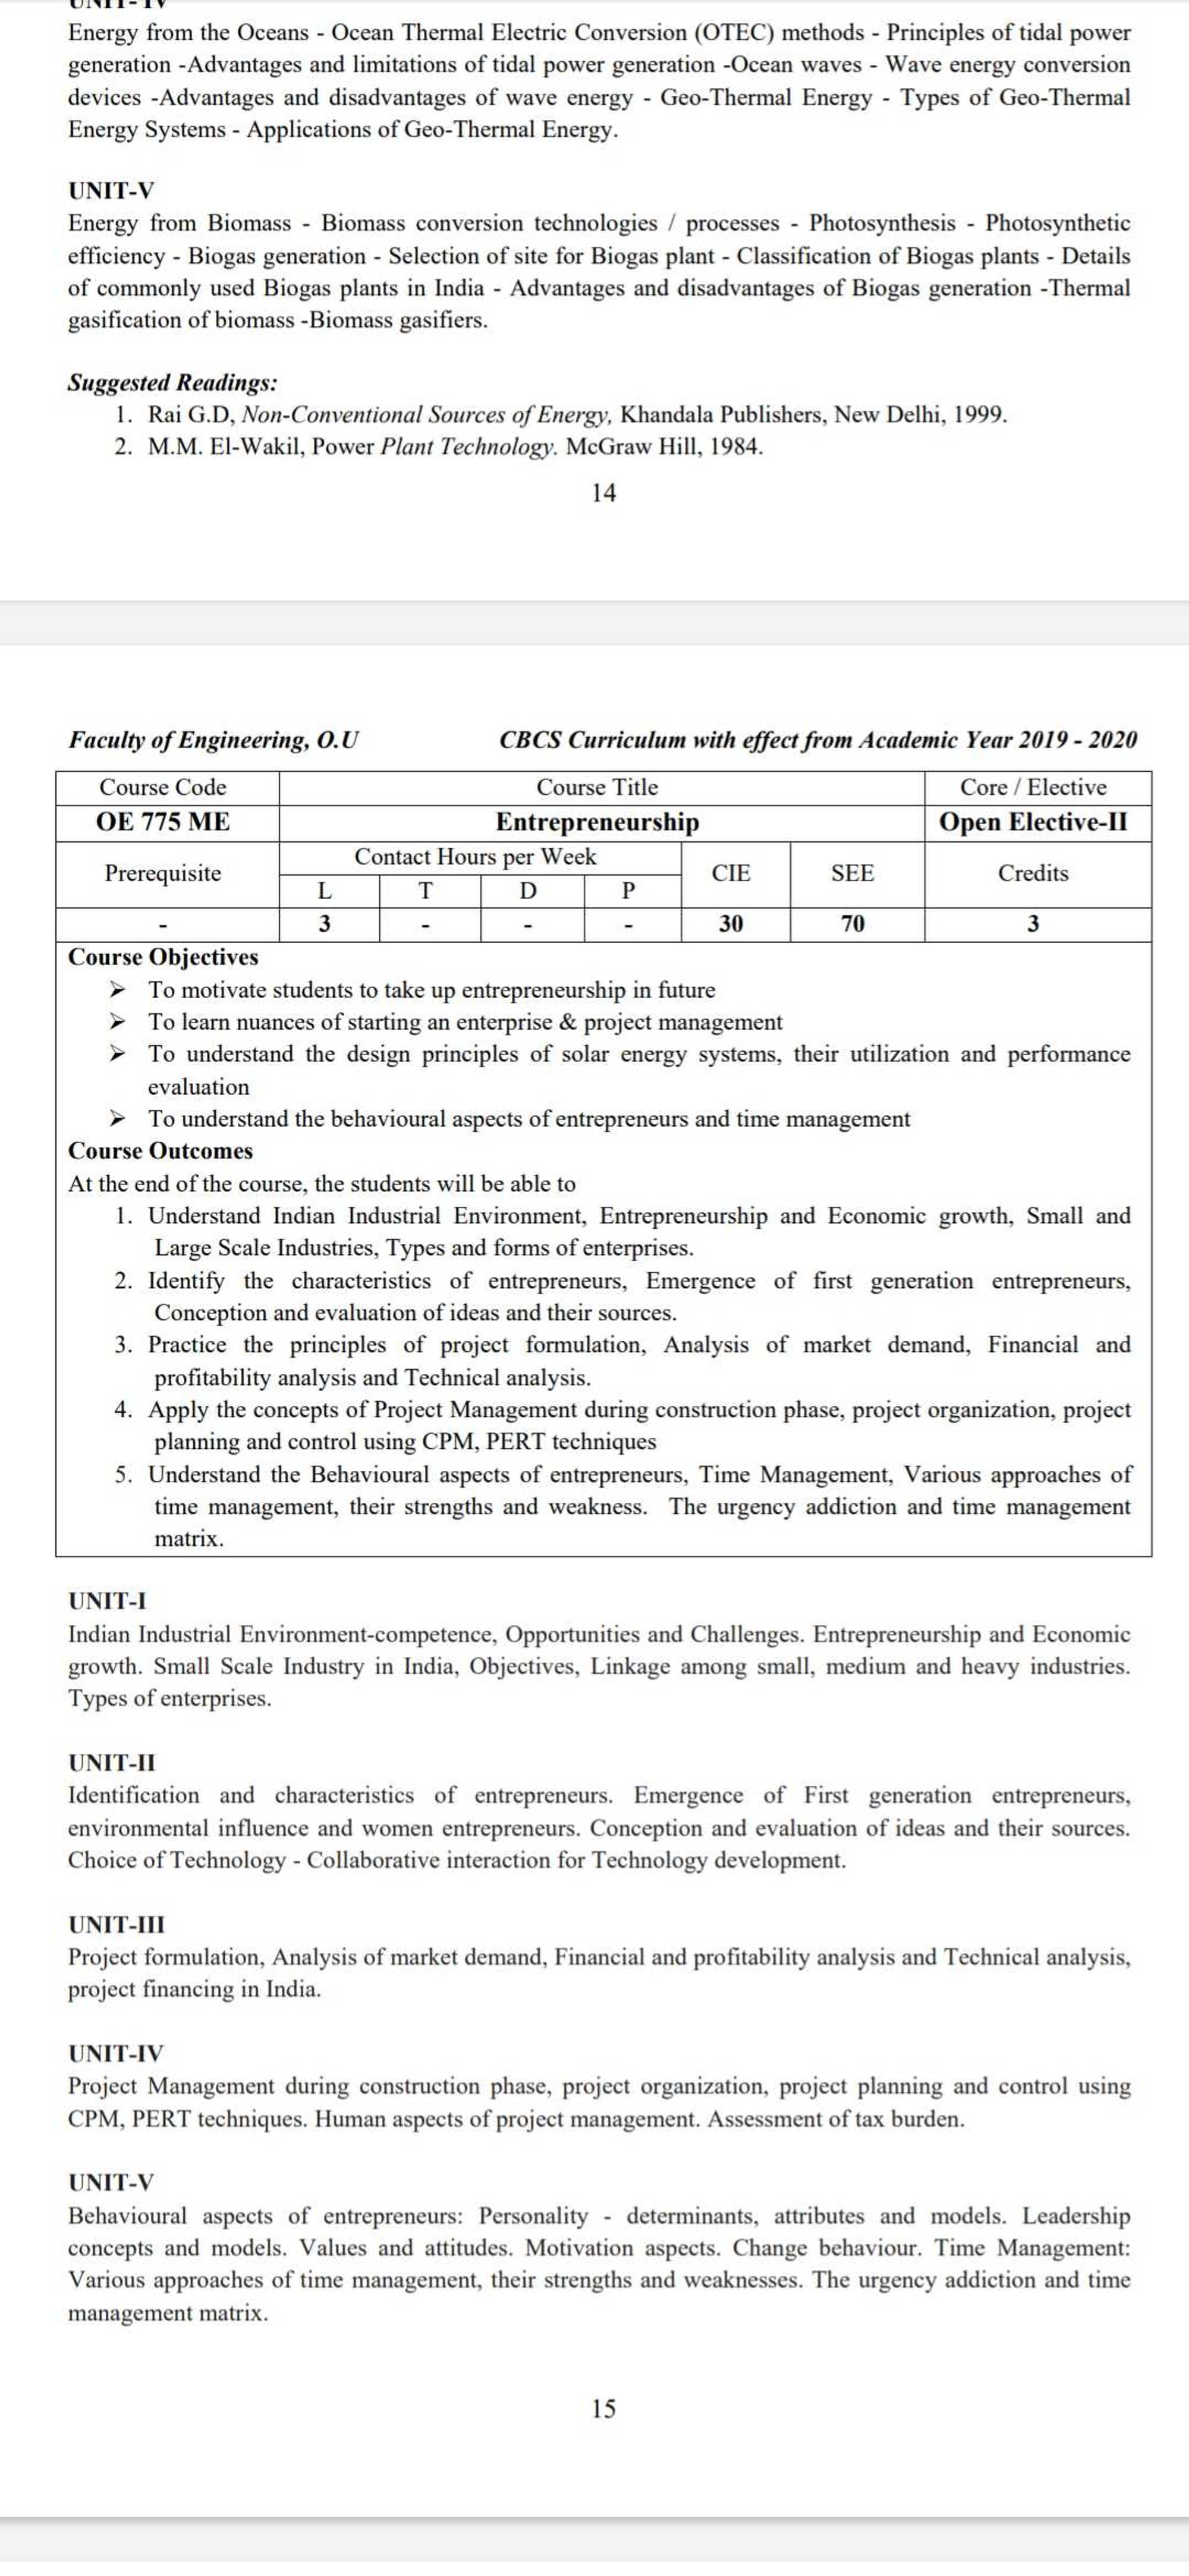 UNIT-IV
Energy from the Oceans - Ocean Thermal Electric Conversion (OTEC) methods - Principles of tidal power
generation -Advantages and limitations of tidal power generation -Ocean waves - Wave energy conversion
devices -Advantages and disadvantages of wave energy - Geo-Thermal Energy - Types of Geo-Thermal
Energy Systems - Applications of Geo-Thermal Energy.
UNIT-V
Energy from Biomass - Biomass conversion technologies / processes - Photosynthesis - Photosynthetic
efficiency - Biogas generation - Selection of site for Biogas plant - Classification of Biogas plants - Details
of commonly used Biogas plants in India - Advantages and disadvantages of Biogas generation -Thermal
gasification of biomass -Biomass gasifiers.
Suggested Readings:
1. Rai G.D, Non-Conventional Sources of Energy, Khandala Publishers, New Delhi, 1999.
2. M.M. El-Wakil, Power Plant Technology. McGraw Hill, 1984.
14
Faculty of Engineering, O.U CBCS Curriculum with effect from Academic Year 2019 - 2020
Course Code Course Title Core / Elective
OE 775 ME Entrepreneurship Open Elective-II
Prerequisite Contact Hours per Week CIE SEE Credits
L T D P
- 3 - - - 30 70 3
Course Objectives
➢ To motivate students to take up entrepreneurship in future
➢ To learn nuances of starting an enterprise & project management
➢ To understand the design principles of solar energy systems, their utilization and performance
evaluation
➢ To understand the behavioural aspects of entrepreneurs and time management
Course Outcomes
At the end of the course, the students will be able to
1. Understand Indian Industrial Environment, Entrepreneurship and Economic growth, Small and
Large Scale Industries, Types and forms of enterprises.
2. Identify the characteristics of entrepreneurs, Emergence of first generation entrepreneurs,
Conception and evaluation of ideas and their sources.
3. Practice the principles of project formulation, Analysis of market demand, Financial and
profitability analysis and Technical analysis.
4. Apply the concepts of Project Management during construction phase, project organization, project
planning and control using CPM, PERT techniques
5. Understand the Behavioural aspects of entrepreneurs, Time Management, Various approaches of
time management, their strengths and weakness. The urgency addiction and time management
matrix.
UNIT-I
Indian Industrial Environment-competence, Opportunities and Challenges. Entrepreneurship and Economic
growth. Small Scale Industry in India, Objectives, Linkage among small, medium and heavy industries.
Types of enterprises.
UNIT-II
Identification and characteristics of entrepreneurs. Emergence of First generation entrepreneurs,
environmental influence and women entrepreneurs. Conception and evaluation of ideas and their sources.
Choice of Technology - Collaborative interaction for Technology development.
UNIT-III
Project formulation, Analysis of market demand, Financial and profitability analysis and Technical analysis,
project financing in India.
UNIT-IV
Project Management during construction phase, project organization, project planning and control using
CPM, PERT techniques. Human aspects of project management. Assessment of tax burden.
UNIT-V
Behavioural aspects of entrepreneurs: Personality - determinants, attributes and models. Leadership
concepts and models. Values and attitudes. Motivation aspects. Change behaviour. Time Management:
Various approaches of time management, their strengths and weaknesses. The urgency addiction and time
management matrix.
15